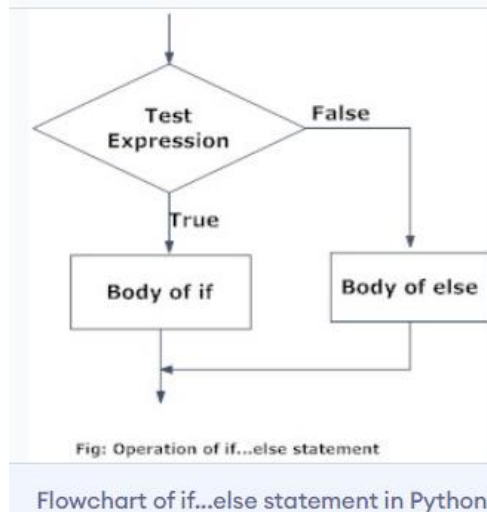 Test
Expression
False
True
Body of if
Body of else
Fig: Operation of if...else statement
Flowchart of if...else statement in Python